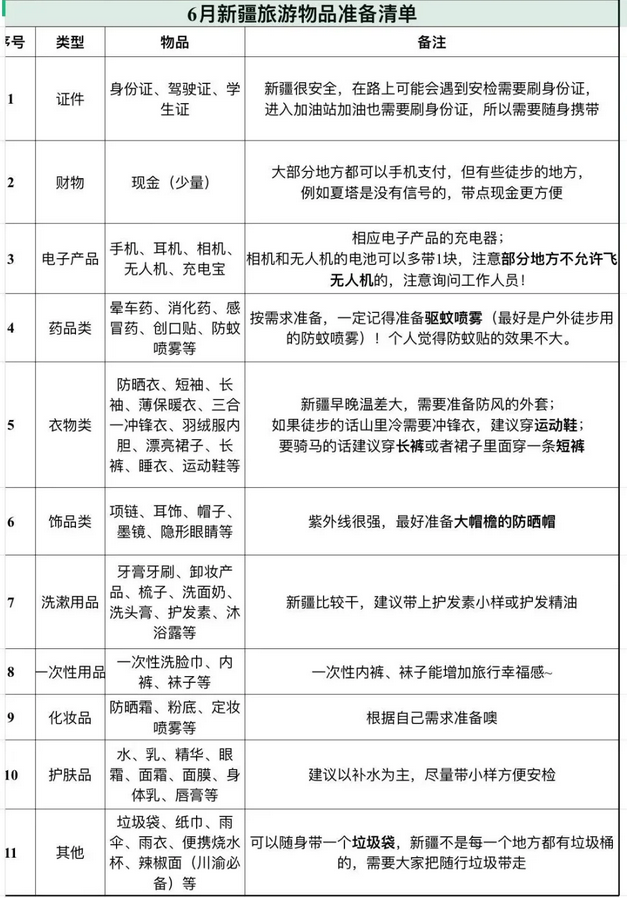 6月新疆旅游物品准备清单
序号 类型 物品 备注
1 证件 身份证、驾驶证、学
生证
新疆很安全，在路上可能会遇到安检需要刷身份证，
进入加油站加油也需要刷身份证，所以需要随身携带
2 财物 现金（少量）
大部分地方都可以手机支付，但有些徒步的地方，
例如夏塔是没有信号的，带点现金更方便
3 电子产品
手机、耳机、相机、
无人机、充电宝
相应电子产品的充电器；
相机和无人机的电池可以多带1块，注意部分地方不允许飞
无人机的，注意询问工作人员！
4 药品类
晕车药、消化药、感
冒药、创口贴、防蚊
喷雾等
按需求准备，一定记得准备驱蚊喷雾（最好是户外徒步用
的防蚊喷雾）！个人觉得防蚊贴的效果不大。
5 衣物类
防晒衣、短袖、长
袖、薄保暖衣、三合
一冲锋衣、羽绒服内
胆、漂亮裙子、长
裤、睡衣、运动鞋等
新疆早晚温差大，需要准备防风的外套；
如果徒步的话山里冷需要冲锋衣，建议穿运动鞋；
要骑马的话建议穿长裤或者裙子里面穿一条短裤
6 饰品类
项链、耳饰、帽子、
墨镜、隐形眼睛等
紫外线很强，最好准备大帽檐的防晒帽
7 洗漱用品
牙膏牙刷、卸妆产
品、梳子、洗面奶、
洗头膏、护发素、沐
浴露等
新疆比较干，建议带上护发素小样或护发精油
8 一次性用品
一次性洗脸巾、内
裤、袜子等
一次性内裤、袜子能增加旅行幸福感~
9 化妆品
防晒霜、粉底、定妆
喷雾等
根据自己需求准备噢
10 护肤品
水、乳、精华、眼
霜、面霜、面膜、身
体乳、唇膏等
建议以补水为主，尽量带小样方便安检
11 其他
垃圾袋、纸巾、雨
伞、雨衣、便携烧水
杯、辣椒面（川渝必
备）等
可以随身带一个垃圾袋，新疆不是每一个地方都有垃圾桶
的，需要大家把随行垃圾带走